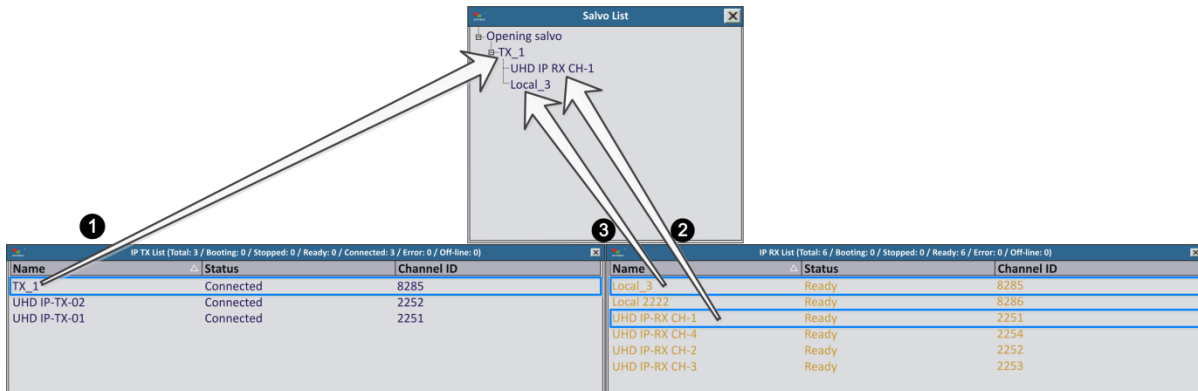 Salvo List
Opening salvo
TX_1
UHD IP RX CH-1
Local_3
1
3
2
IP TX List (Total: 3 / Booting: 0 / Stopped: 0 / Ready: 0 / Connected: 3 / Error: 0 / Off-line: 0)
Name Status Channel ID
TX_1 Connected 8285
UHD IP-TX-02 Connected 2252
UHD IP-TX-01 Connected 2251
IP RX List (Total: 6 / Booting: 0 / Stopped: 0 / Ready: 6 / Error: 0 / Off-line: 0)
Name Status Channel ID
Local_3 Ready 8285
Local 2222 Ready 8286
UHD IP-RX CH-1 Ready 2251
UHD IP-RX CH-4 Ready 2254
UHD IP-RX CH-2 Ready 2252
UHD IP-RX CH-3 Ready 2253